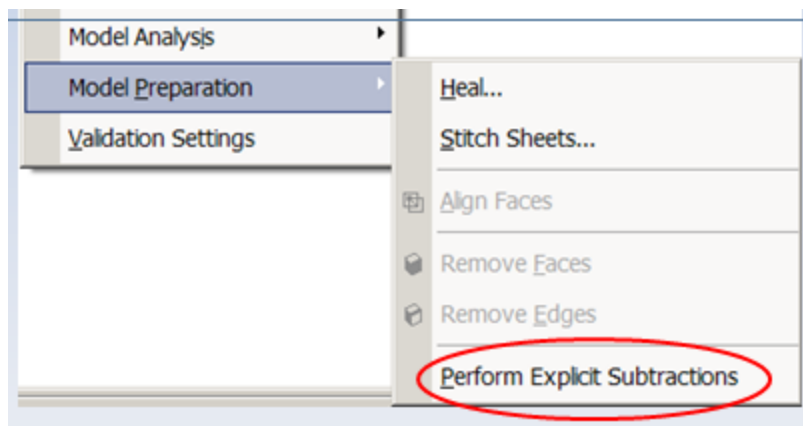 Model Analysis
Model Preparation
Validation Settings
Heal...
Stitch Sheets...
Align Faces
Remove Faces
Remove Edges
Perform Explicit Subtractions